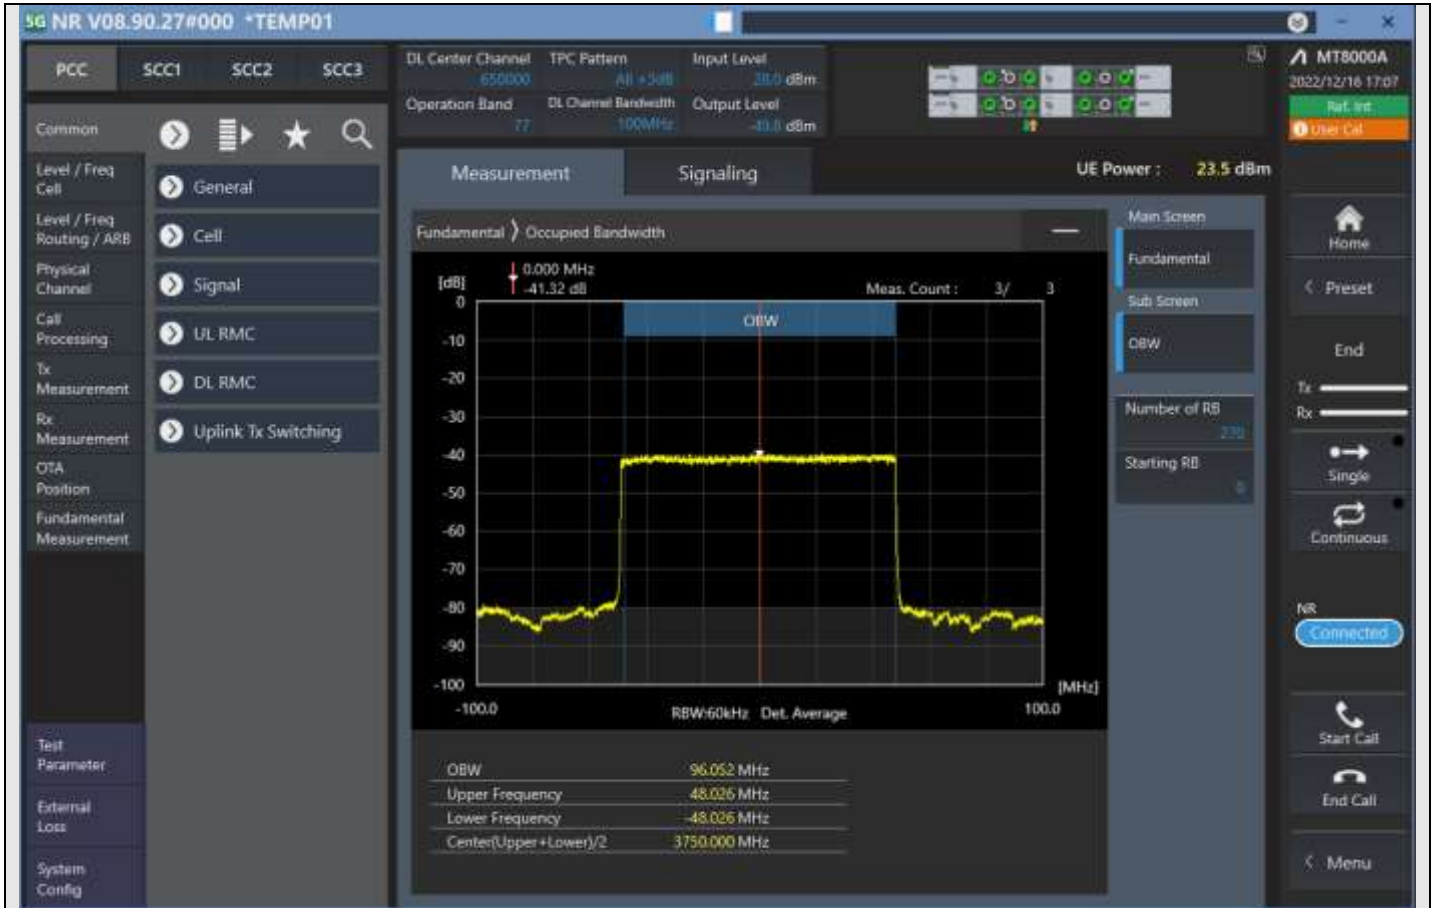 5G NR V08.90.27#000 *TEMP01
PCC SCC1 SCC2 SCC3
DL Center Channel TPC Pattern Input Level
650000 All +3dB 28.0 dBm
Operation Band DL Channel Bandwidth Output Level
77 100MHz dBm
MT8000A
2022/12/16 17:07
Ref. Int
User Cal
Common
Level / Freq
Cell
Level / Freq
Routing / ARB
Physical
Channel
Call
Processing
Tx
Measurement
Rx
Measurement
OTA
Position
Fundamental
Measurement
Test
Parameter
External
Loss
System
Config
General
Cell
Signal
UL RMC
DL RMC
Uplink Tx Switching
Measurement Signaling
UE Power : 23.5 dBm
Fundamental Occupied Bandwidth
0.000 MHz
-41.32 dB
Meas. Count : 3/ 3
[dB]
0
-10
-20
-30
-40
-50
-60
-70
-80
-90
-100
OBW
[MHz]
-100.0 RBW:60kHz Det. Average 100.0
OBW 96.052 MHz
Upper Frequency 48.026 MHz
Lower Frequency -48.026 MHz
Center(Upper+Lower)/2 3750.000 MHz
Main Screen
Fundamental
Sub Screen
OBW
Number of RB
Starting RB
0
Home
Preset
End
Tx
Rx
Single
Continuous
NR
Connected
Start Call
End Call
Menu